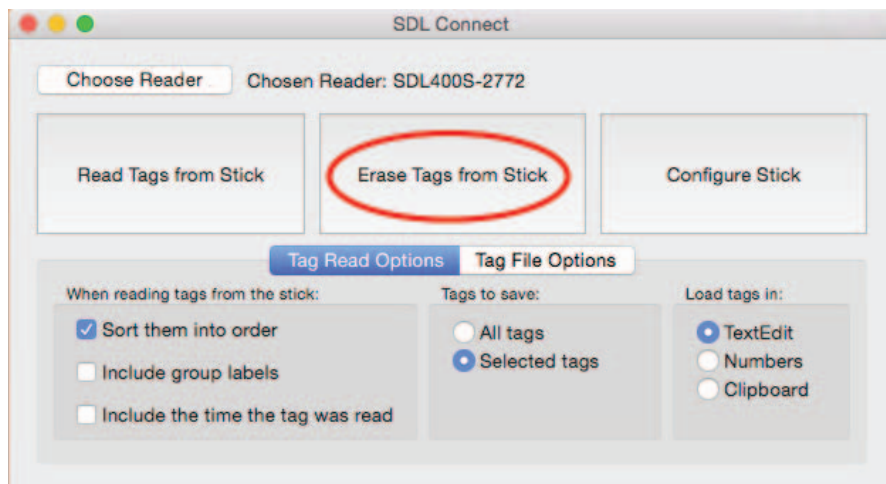 SDL Connect
Choose Reader Chosen Reader: SDL400S-2772
Read Tags from Stick Erase Tags from Stick Configure Stick
Tag Read Options Tag File Options
When reading tags from the stick: Tags to save: Load tags in:
Sort them into order All tags TextEdit
Include group labels Selected tags Numbers
Include the time the tag was read Clipboard